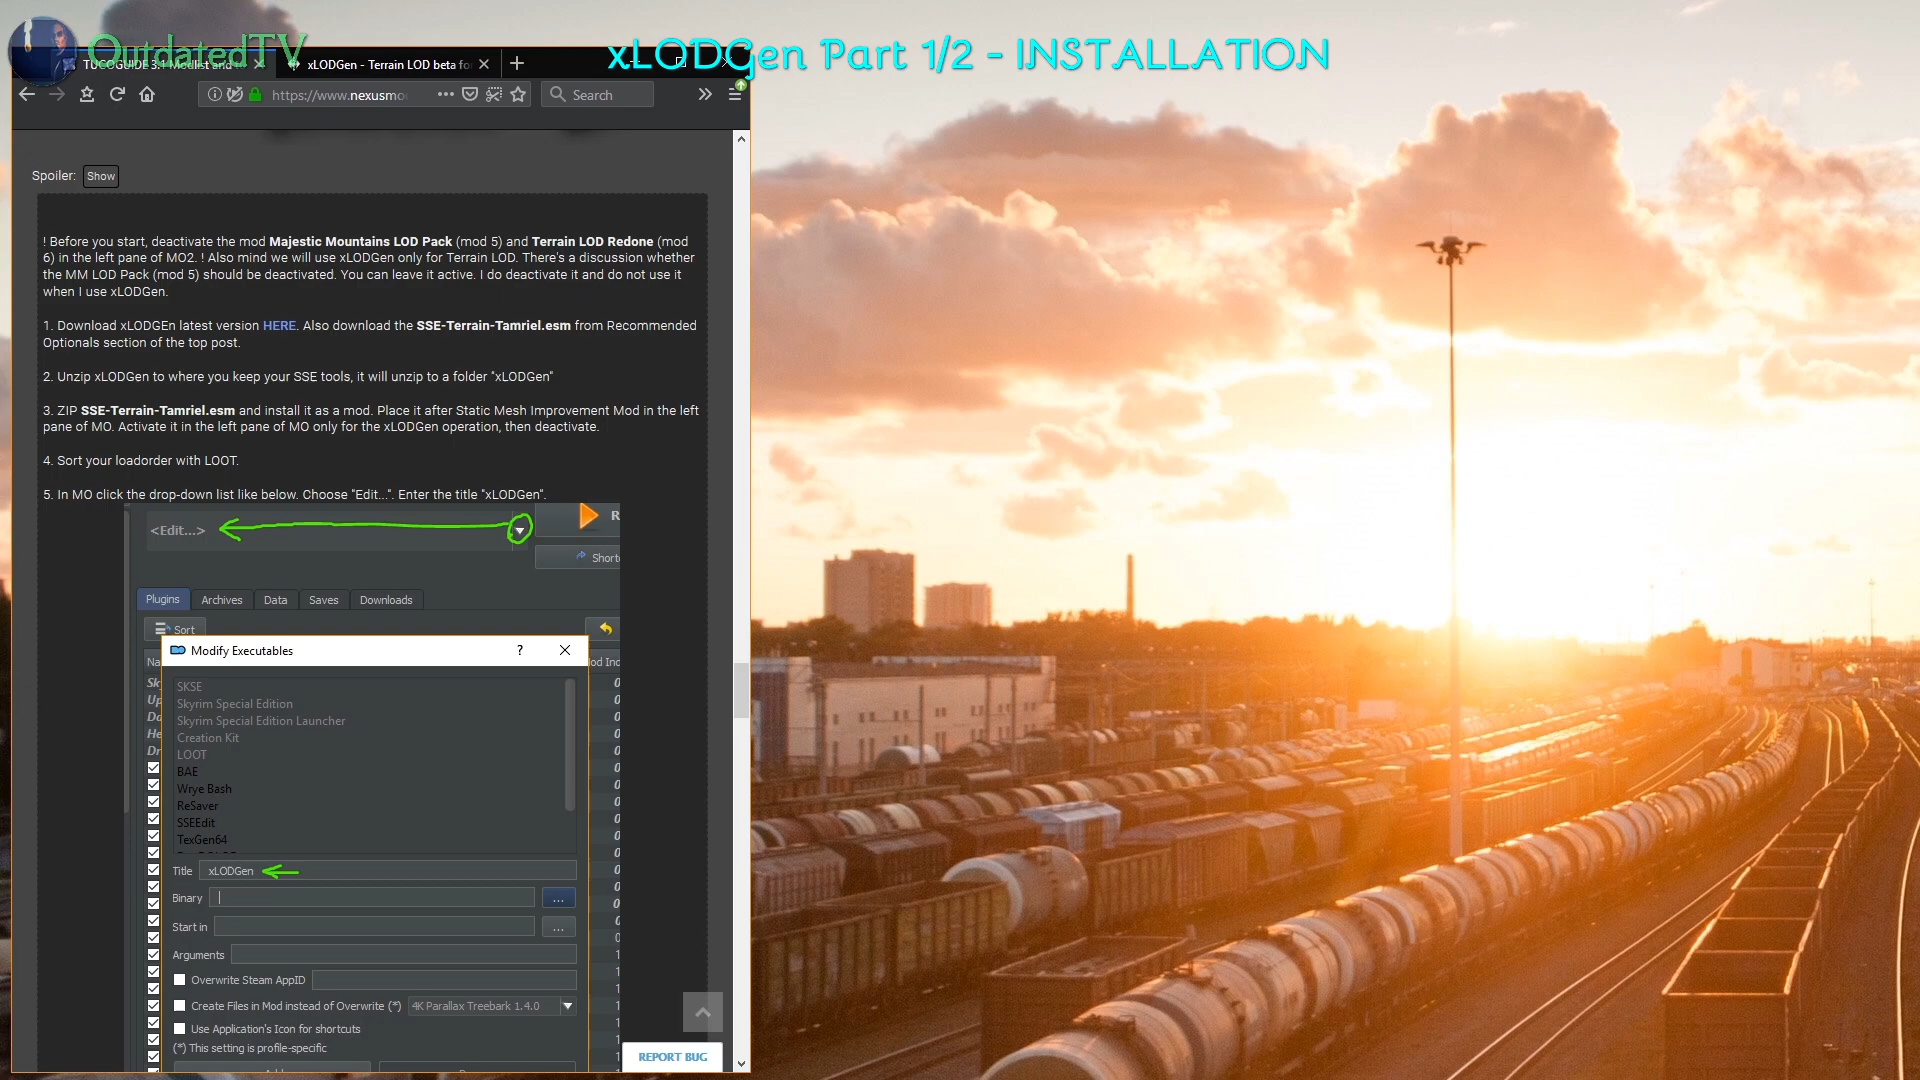 OutdatedTV
xLODGen Part 1/2 - INSTALLATION
TUCOGUIDE 3.1 Modlist and
xLODGen - Terrain LOD beta fo
https://www.nexusmo
Search
Spoiler: Show
! Before you start, deactivate the mod Majestic Mountains LOD Pack (mod 5) and Terrain LOD Redone (mod
6) in the left pane of MO2. ! Also mind we will use xLODGen only for Terrain LOD. There's a discussion whether
the MM LOD Pack (mod 5) should be deactivated. You can leave it active. I do deactivate it and do not use it
when I use xLODGen.
1. Download xLODGEn latest version HERE. Also download the SSE-Terrain-Tamriel.esm from Recommended
Optionals section of the top post.
2. Unzip xLODGen to where you keep your SSE tools, it will unzip to a folder "xLODGen"
3. ZIP SSE-Terrain-Tamriel.esm and install it as a mod. Place it after Static Mesh Improvement Mod in the left
pane of MO. Activate it in the left pane of MO only for the xLODGen operation, then deactivate.
4. Sort your loadorder with LOOT.
5. In MO click the drop-down list like below. Choose "Edit...". Enter the title "xLODGen".
<Edit...>
R
Shortc
Plugins Archives Data Saves Downloads
Sort
Na
Modify Executables
?
od Ind
SKSE
Skyrim Special Edition
Skyrim Special Edition Launcher
Creation Kit
LOOT
BAE
Wrye Bash
ReSaver
SSEEdit
TexGen64
Title xLODGen
Binary ...
Start in ...
Arguments
Overwrite Steam AppID
Create Files in Mod instead of Overwrite (*) 4K Parallax Treebark 1.4.0
Use Application's Icon for shortcuts
(*) This setting is profile-specific
REPORT BUG